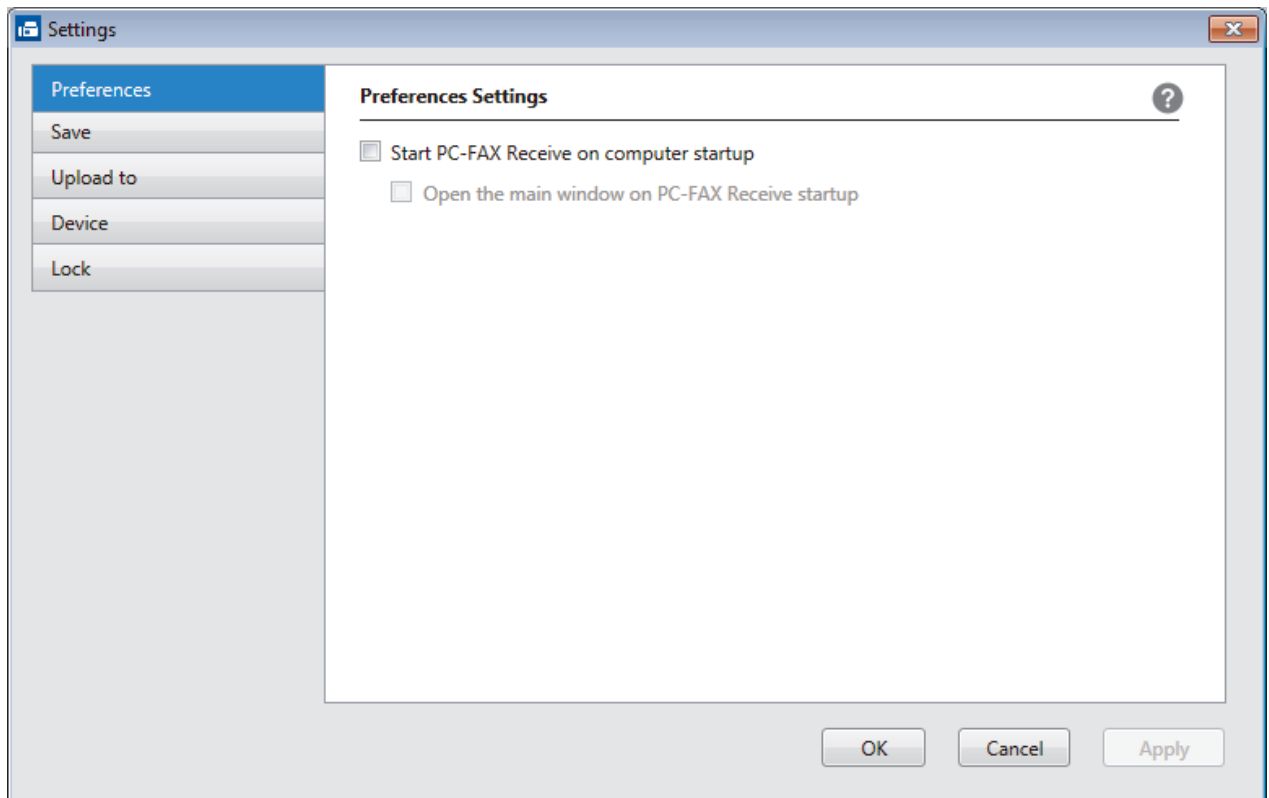 Settings
Preferences
Save
Upload to
Device
Lock
Preferences Settings
?
Start PC-FAX Receive on computer startup
Open the main window on PC-FAX Receive startup
OK
Cancel
Apply